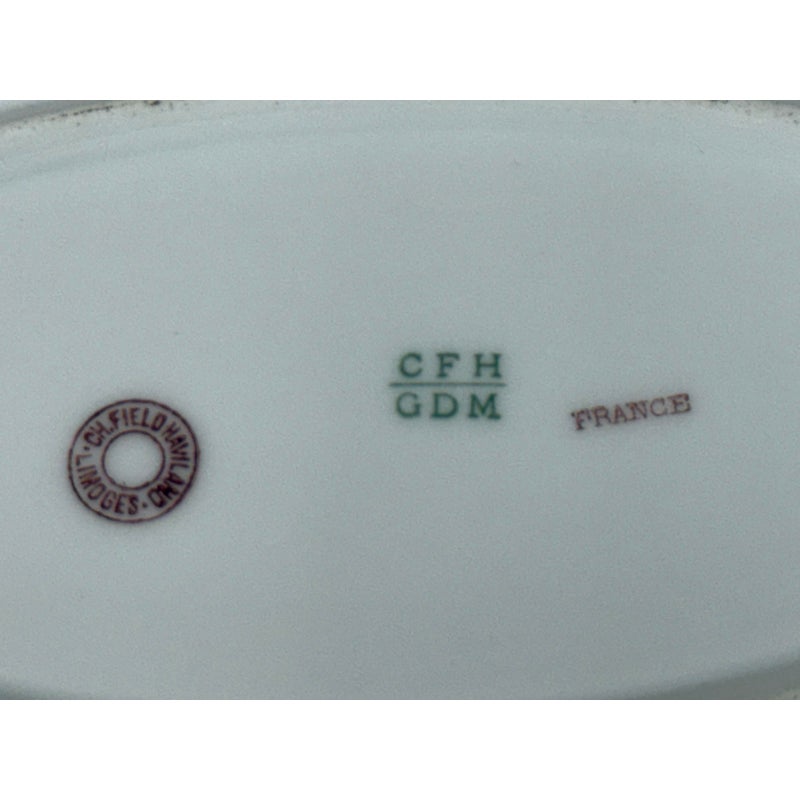 CH. FIELD HAVILAND
· LIMOGES ·
CFH
GDM
FRANCE